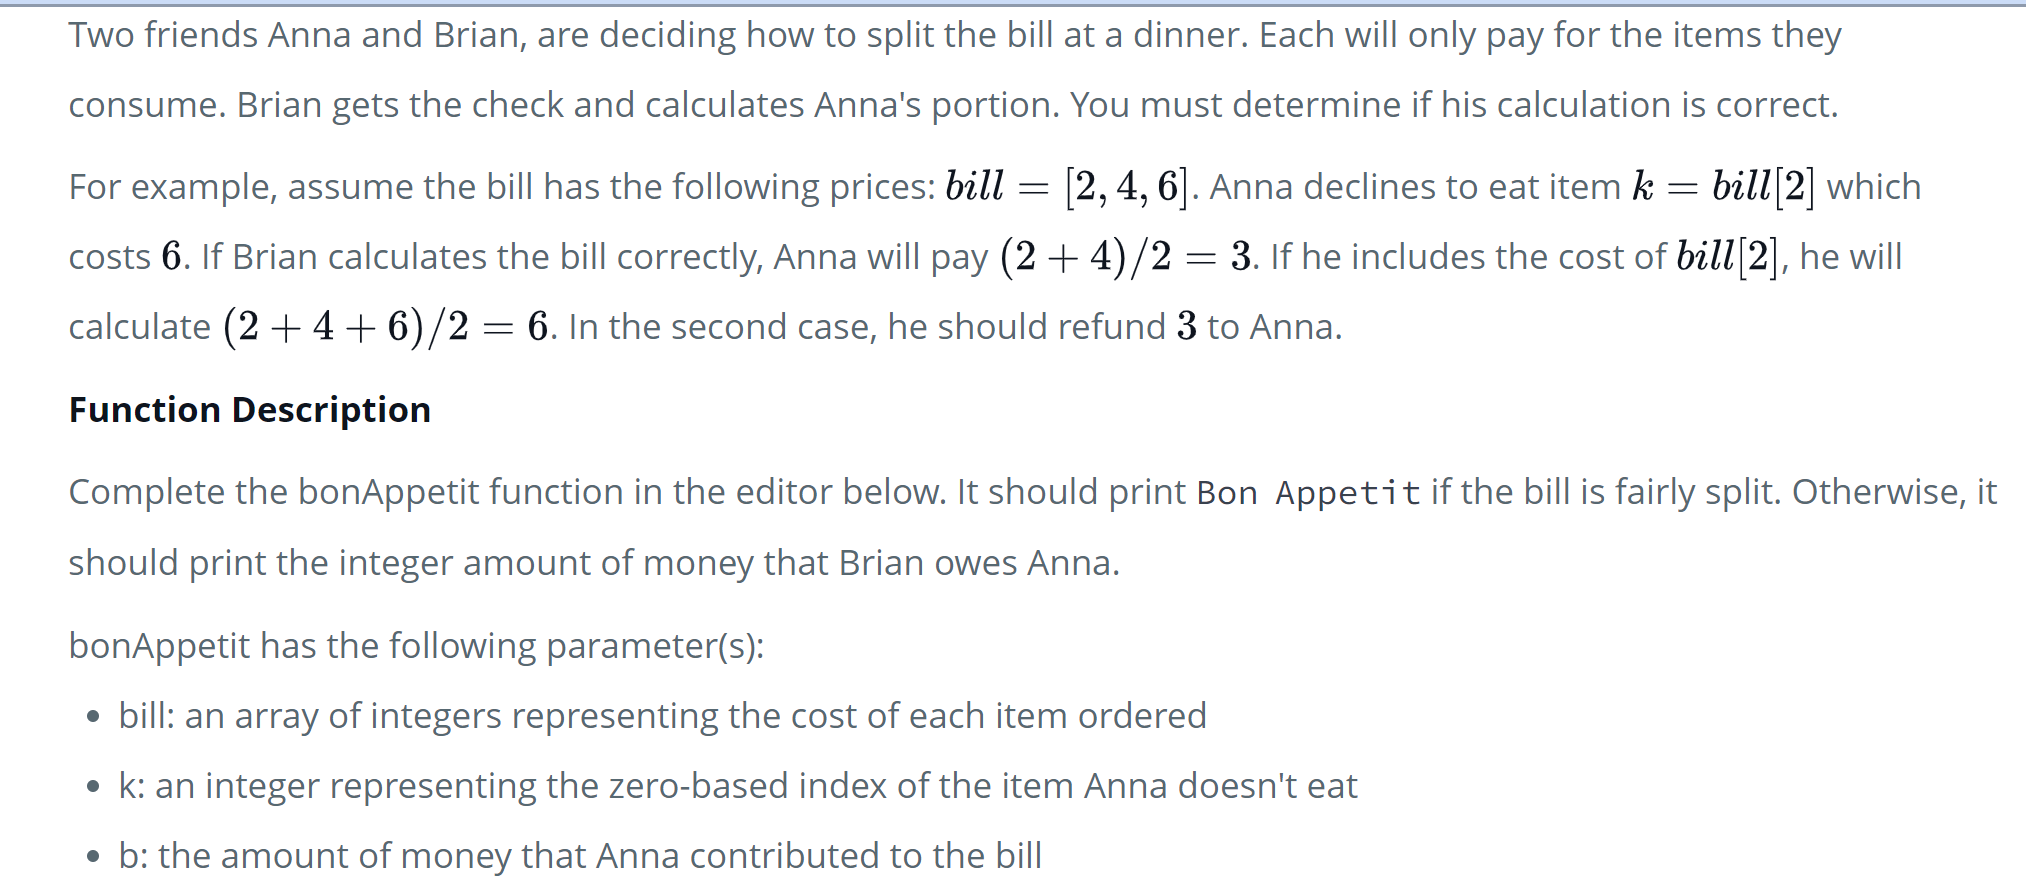 Two friends Anna and Brian, are deciding how to split the bill at a dinner. Each will only pay for the items they
consume. Brian gets the check and calculates Anna's portion. You must determine if his calculation is correct.
For example, assume the bill has the following prices: bill = [2, 4, 6]. Anna declines to eat item k = bill[2] which
costs 6. If Brian calculates the bill correctly, Anna will pay (2 + 4)/2 = 3. If he includes the cost of bill[2], he will
calculate (2 + 4 + 6)/2 = 6. In the second case, he should refund 3 to Anna.
Function Description
Complete the bonAppetit function in the editor below. It should print Bon Appetit if the bill is fairly split. Otherwise, it
should print the integer amount of money that Brian owes Anna.
bonAppetit has the following parameter(s):
• bill: an array of integers representing the cost of each item ordered
• k: an integer representing the zero-based index of the item Anna doesn't eat
• b: the amount of money that Anna contributed to the bill